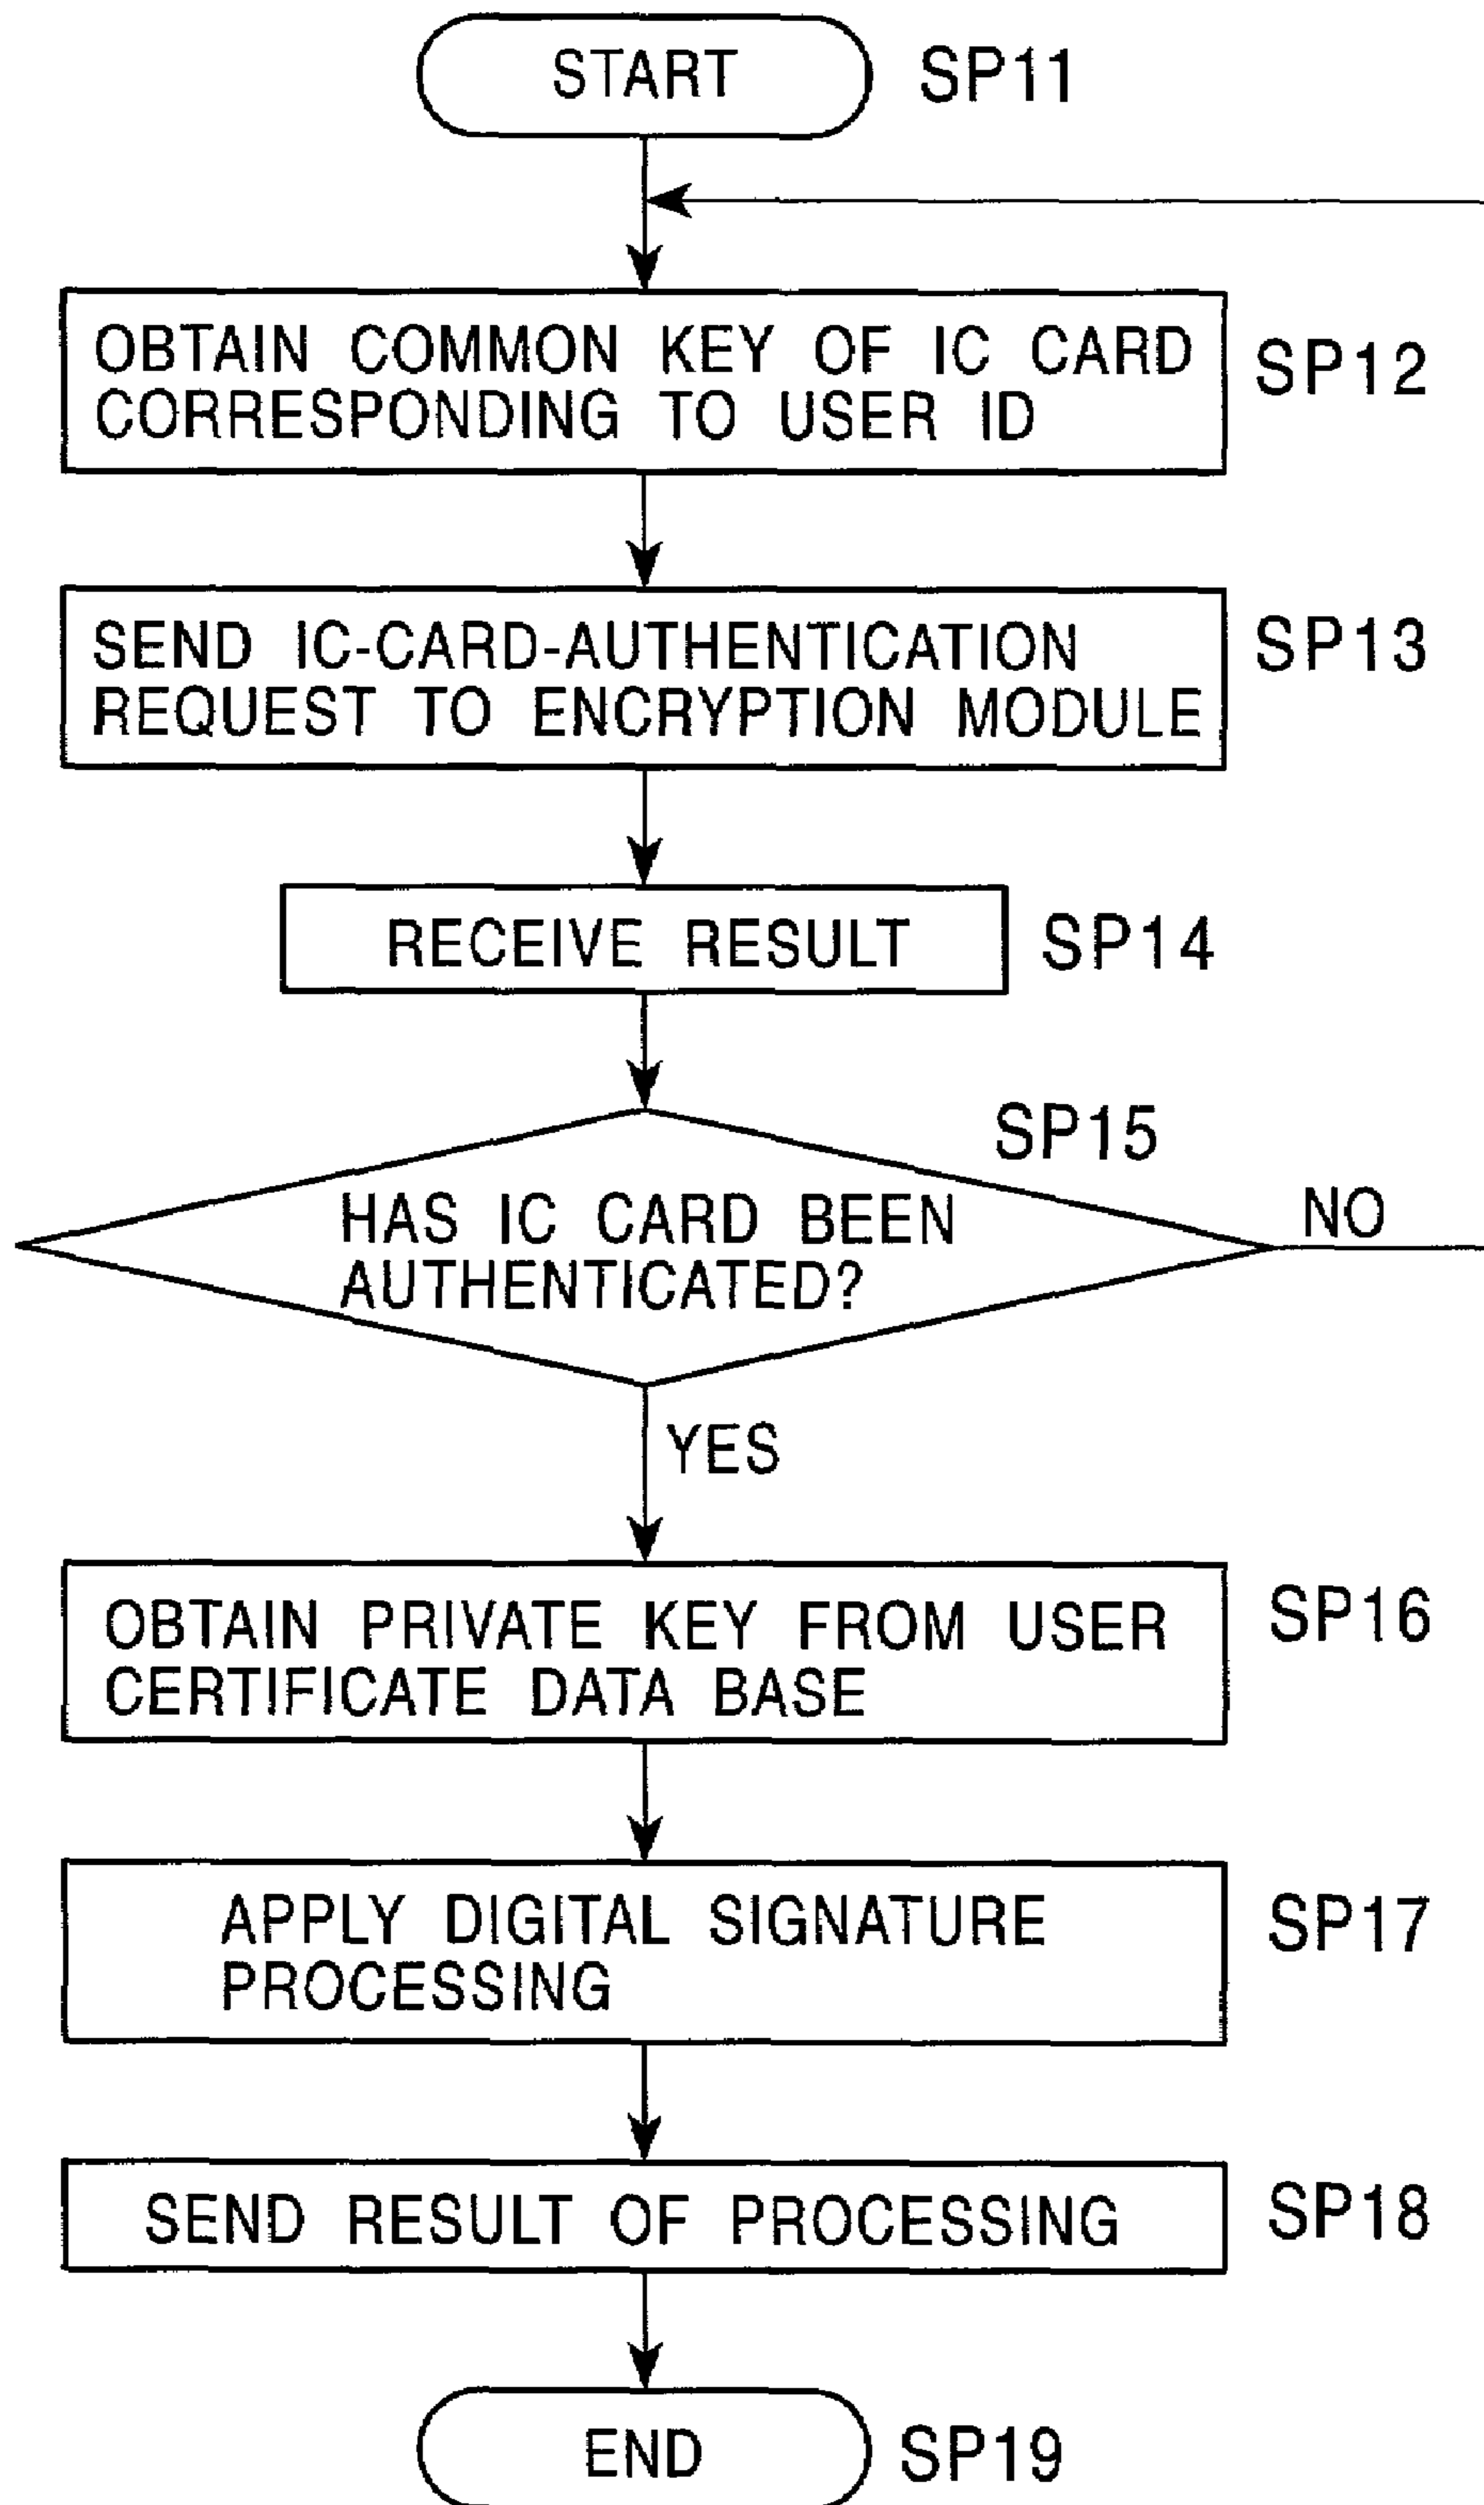 START
SP11
OBTAIN COMMON KEY OF IC CARD
CORRESPONDING TO USER ID
SP12
SEND IC-CARD-AUTHENTICATION
REQUEST TO ENCRYPTION MODULE
SP13
RECEIVE RESULT
SP14
SP15
HAS IC CARD BEEN
AUTHENTICATED?
NO
YES
OBTAIN PRIVATE KEY FROM USER
CERTIFICATE DATA BASE
SP16
APPLY DIGITAL SIGNATURE
PROCESSING
SP17
SEND RESULT OF PROCESSING
SP18
END
SP19